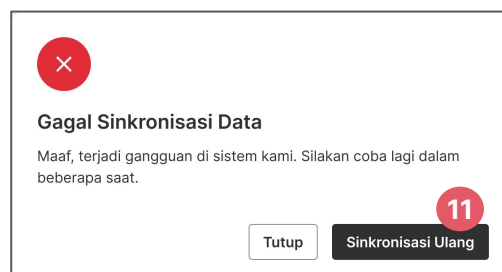 Gagal Sinkronisasi Data
Maaf, terjadi gangguan di sistem kami. Silakan coba lagi dalam
beberapa saat.
11
Tutup
Sinkronisasi Ulang